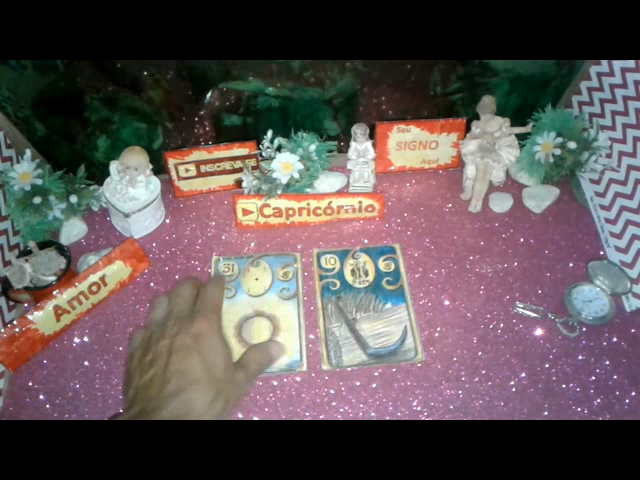 INSCREVA-SE
Seu
SIGNO
Aqui
Capricórnio
Amor
31
10